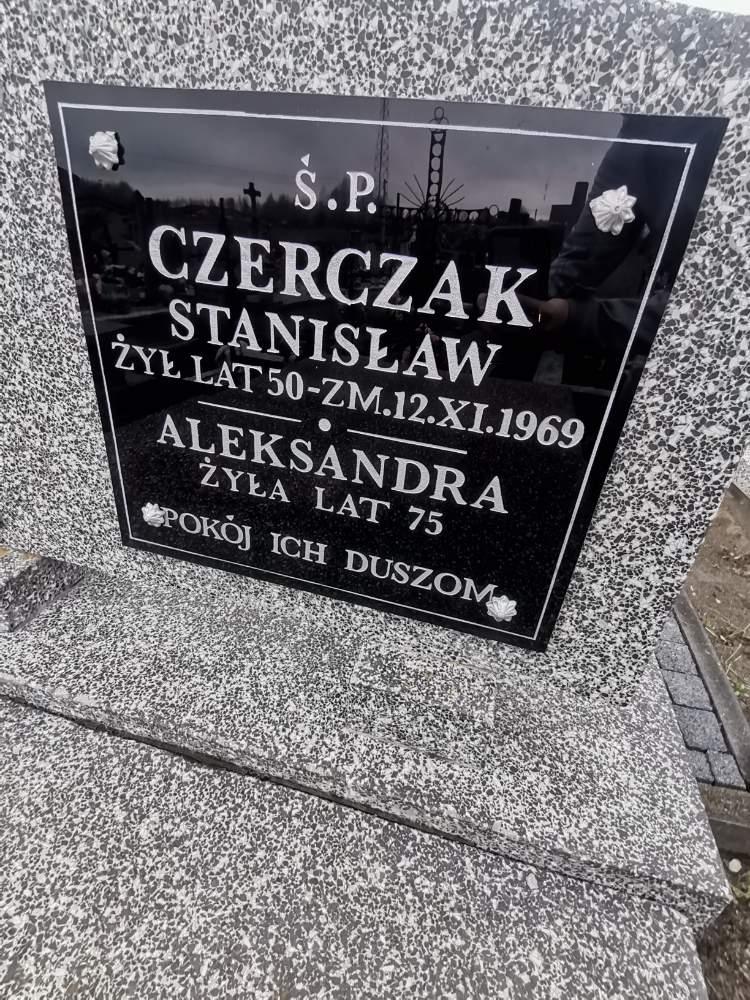 Ś.P.
CZERCZAK
STANISŁAW
ŻYŁ LAT 50-ZM.12.XI.1969
ALEKSANDRA
ŻYŁA LAT 75
POKÓJ ICH DUSZOM